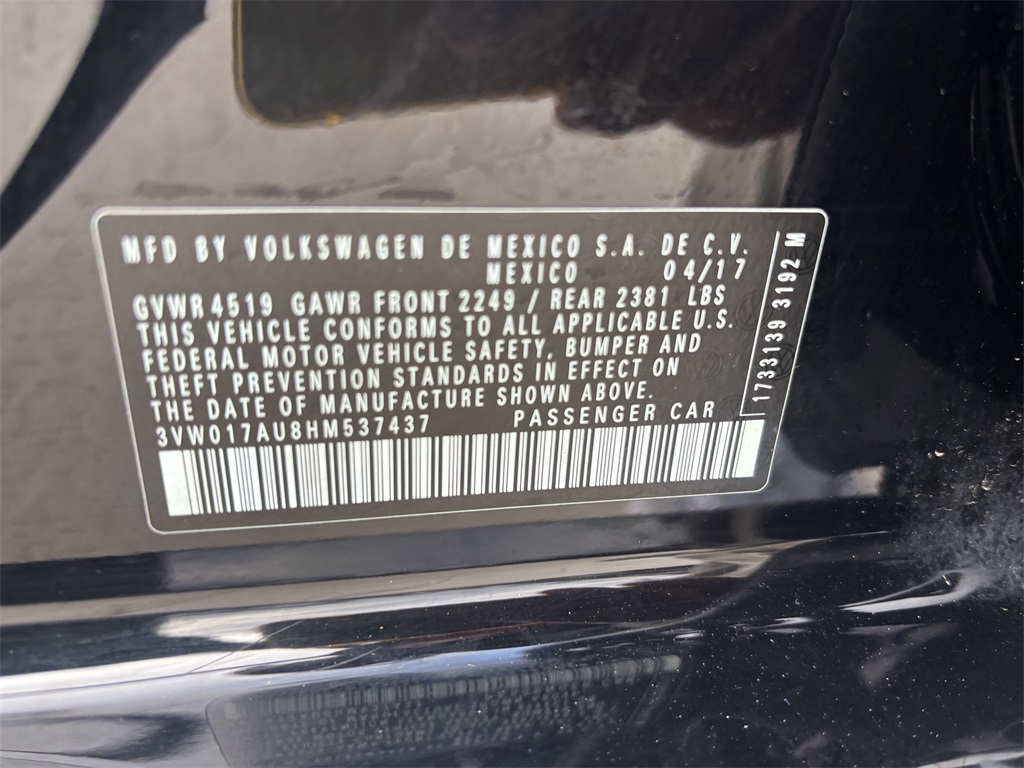 MFD BY VOLKSWAGEN DE MEXICO S.A. DE C.V.
MEXICO 04/17
GVWR 4519 GAWR FRONT 2249 / REAR 2381 LBS
THIS VEHICLE CONFORMS TO ALL APPLICABLE U.S.
FEDERAL MOTOR VEHICLE SAFETY, BUMPER AND
THEFT PREVENTION STANDARDS IN EFFECT ON
THE DATE OF MANUFACTURE SHOWN ABOVE.
3VW017AU8HM537437 PASSENGER CAR
1733139 3192 M